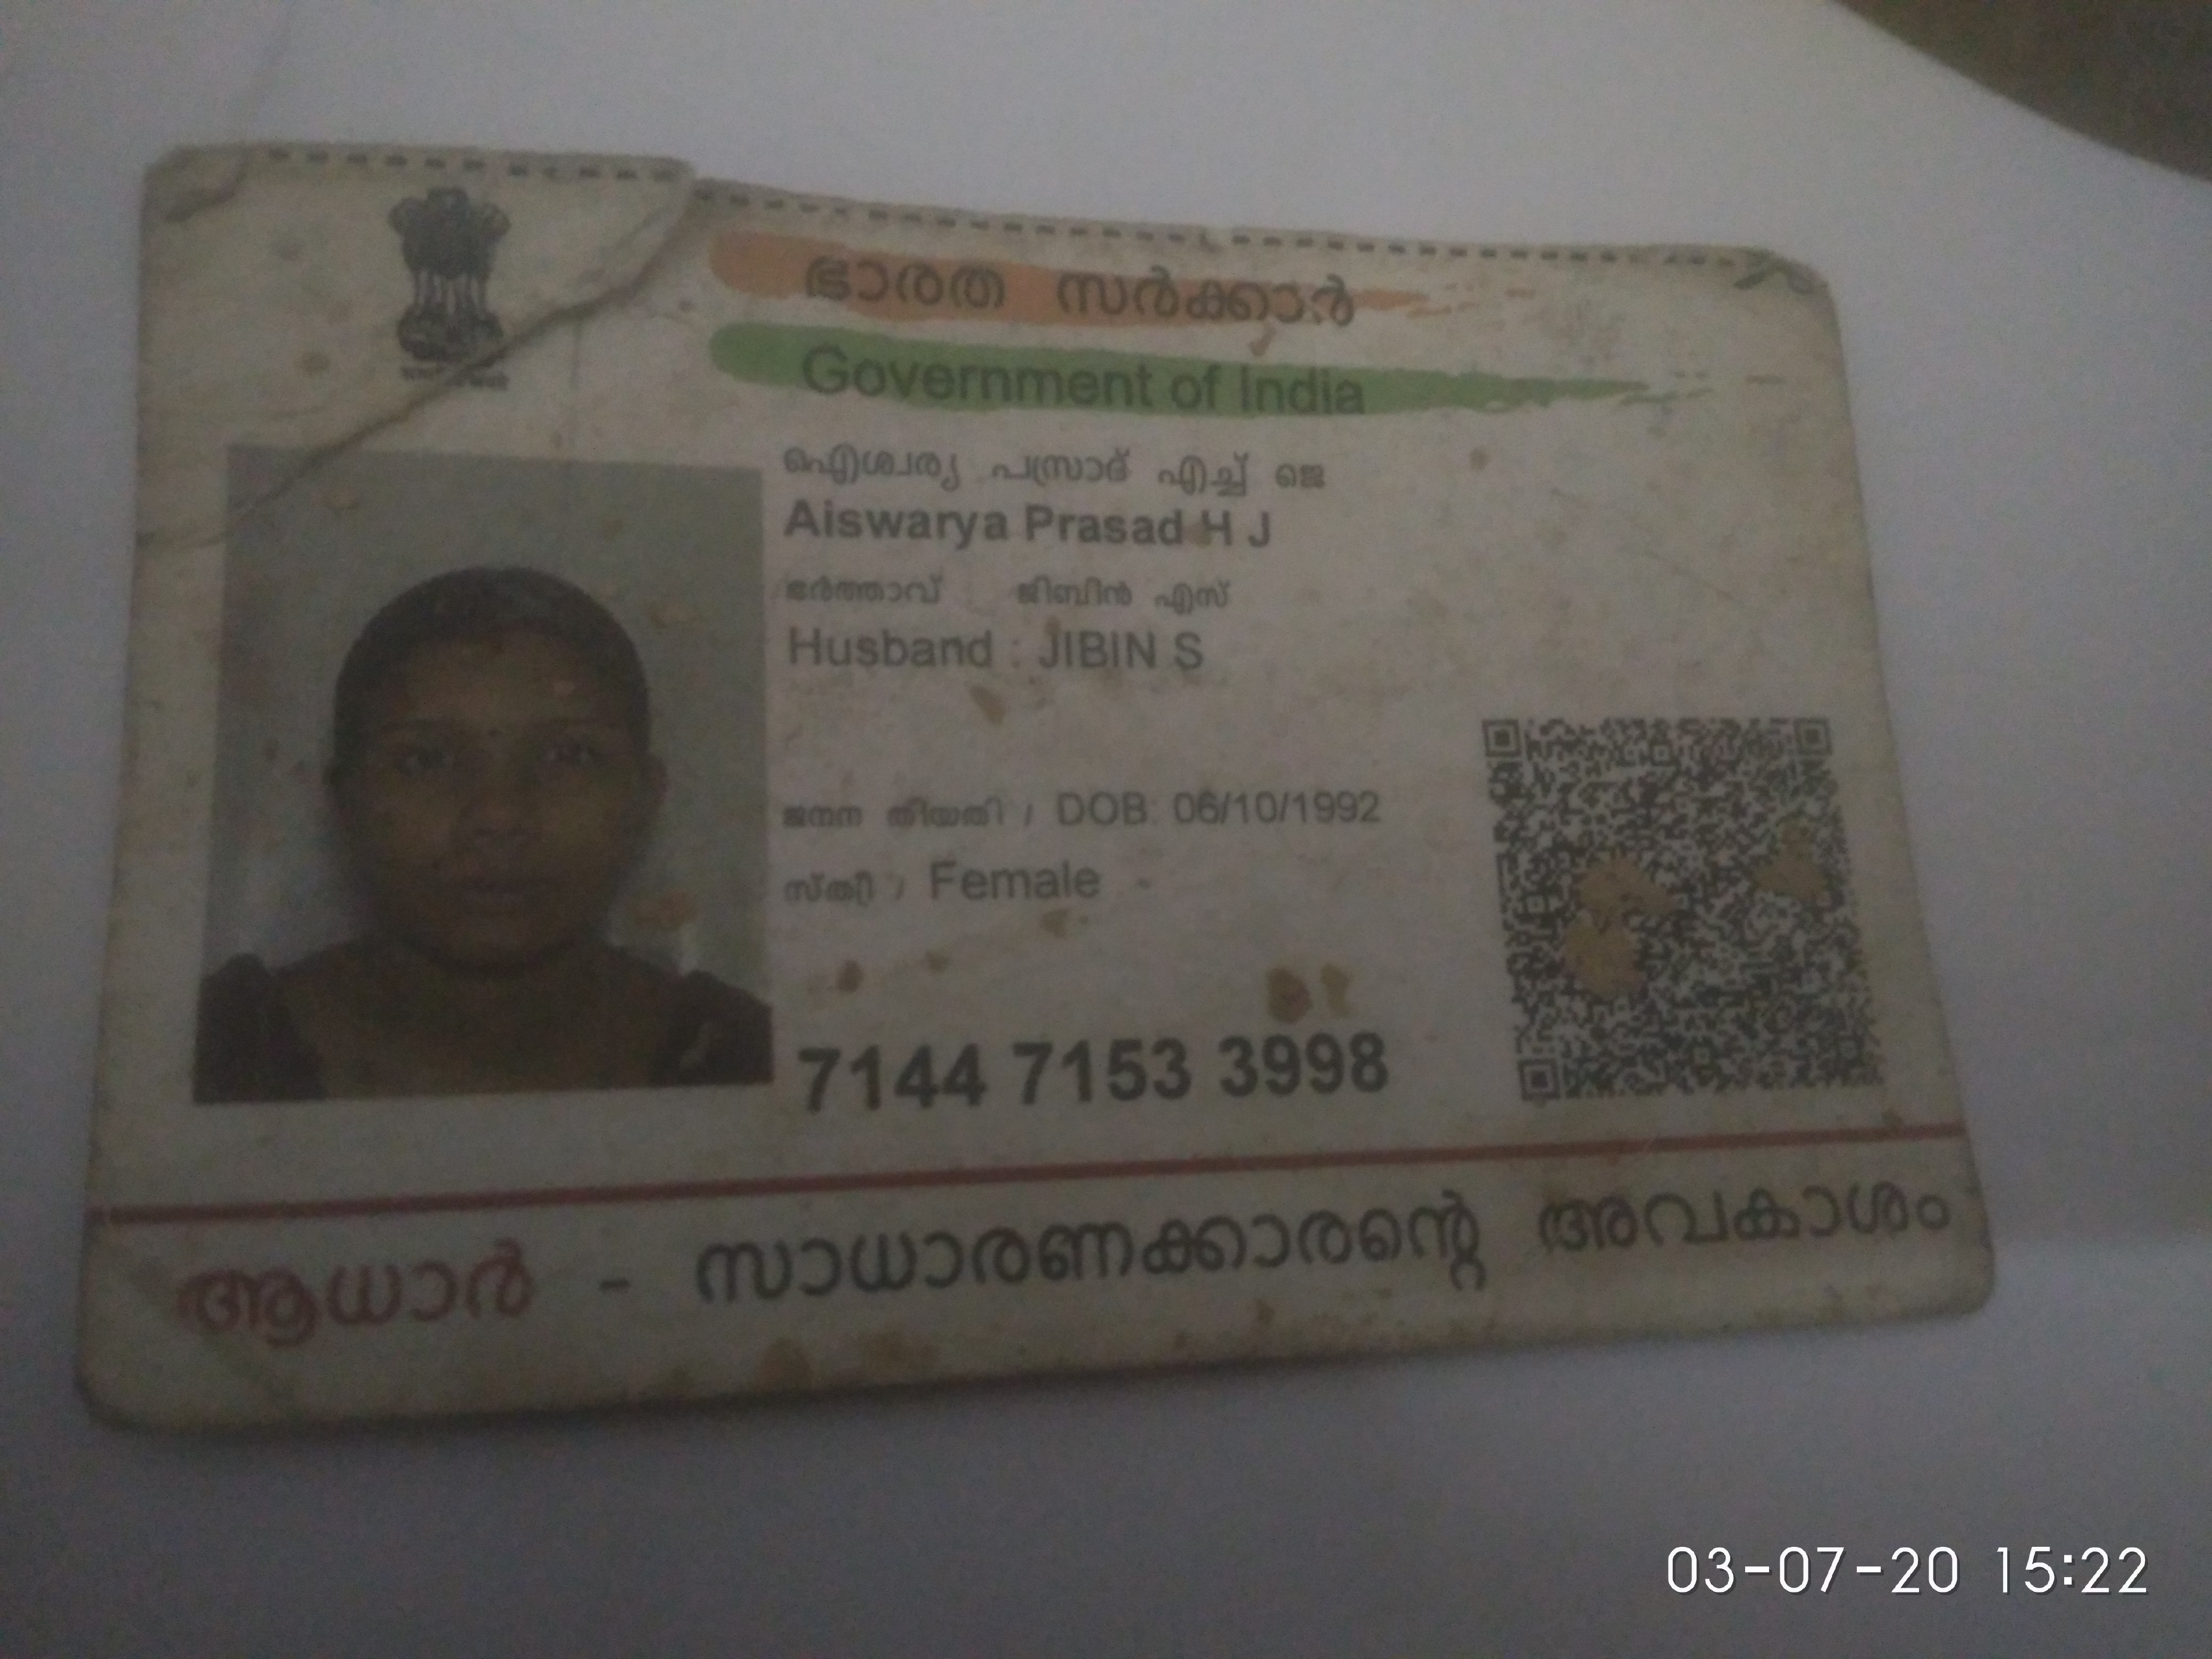 ഭാരത സർക്കാർ
Government of India
ഐശ്വര്യ പ്രസാദ് എച്ച് ജെ
Aiswarya Prasad H J
ഭർത്താവ് ജിബിൻ എസ്
Husband : JIBIN S
ജനന തീയതി / DOB: 06/10/1992
സ്ത്രീ / Female
7144 7153 3998
ആധാർ - സാധാരണക്കാരന്റെ അവകാശം
03-07-20 15:22